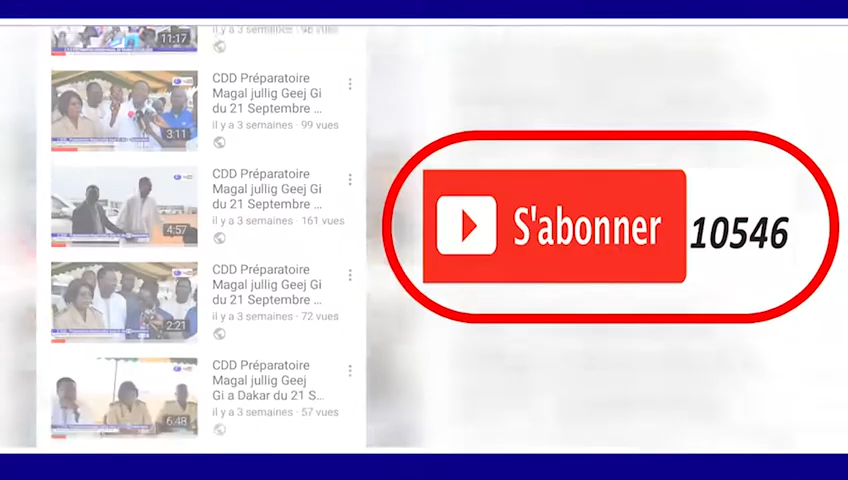 11:17
il y a 3 semaines · 98 vues
CDD Préparatoire
Magal jullig Geej Gi
du 21 Septembre ...
il y a 3 semaines · 99 vues
3:11
CDD Préparatoire
Magal jullig Geej Gi
du 21 Septembre ...
il y a 3 semaines · 161 vues
4:57
CDD Préparatoire
Magal jullig Geej Gi
du 21 Septembre ...
il y a 3 semaines · 72 vues
2:21
CDD Préparatoire
Magal jullig Geej
Gi a Dakar du 21 S...
il y a 3 semaines · 57 vues
6:48
S'abonner
10546